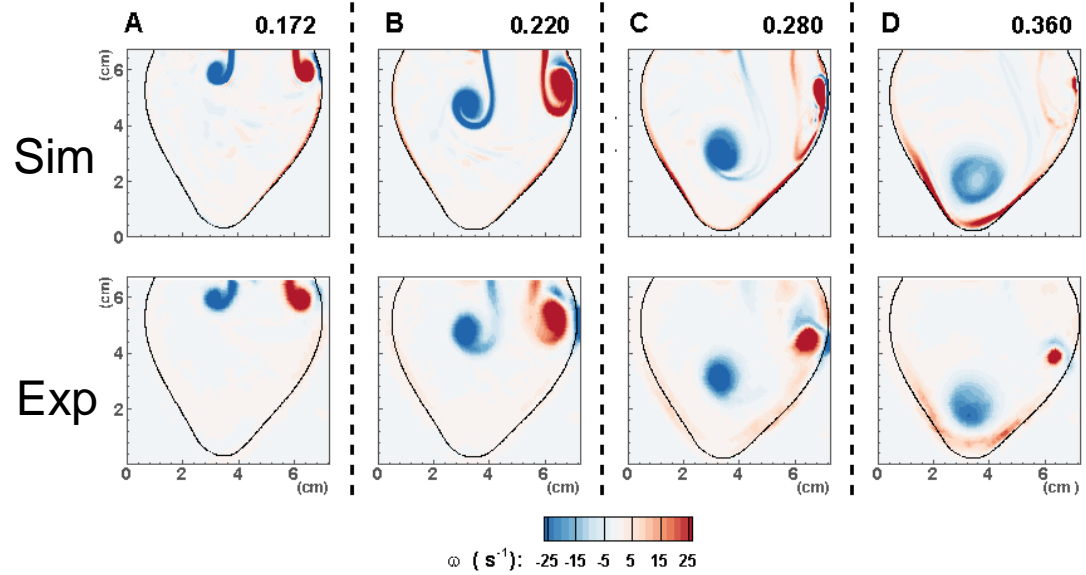 A 0.172 B 0.220 C 0.280 D 0.360
Sim
(cm)
6
4
2
0
Exp
(cm)
6
4
2
0 2 4 6 0 2 4 6 0 2 4 6 0 2 4 6
(cm) (cm) (cm) (cm )
ω ( s⁻¹): -25 -15 -5 5 15 25